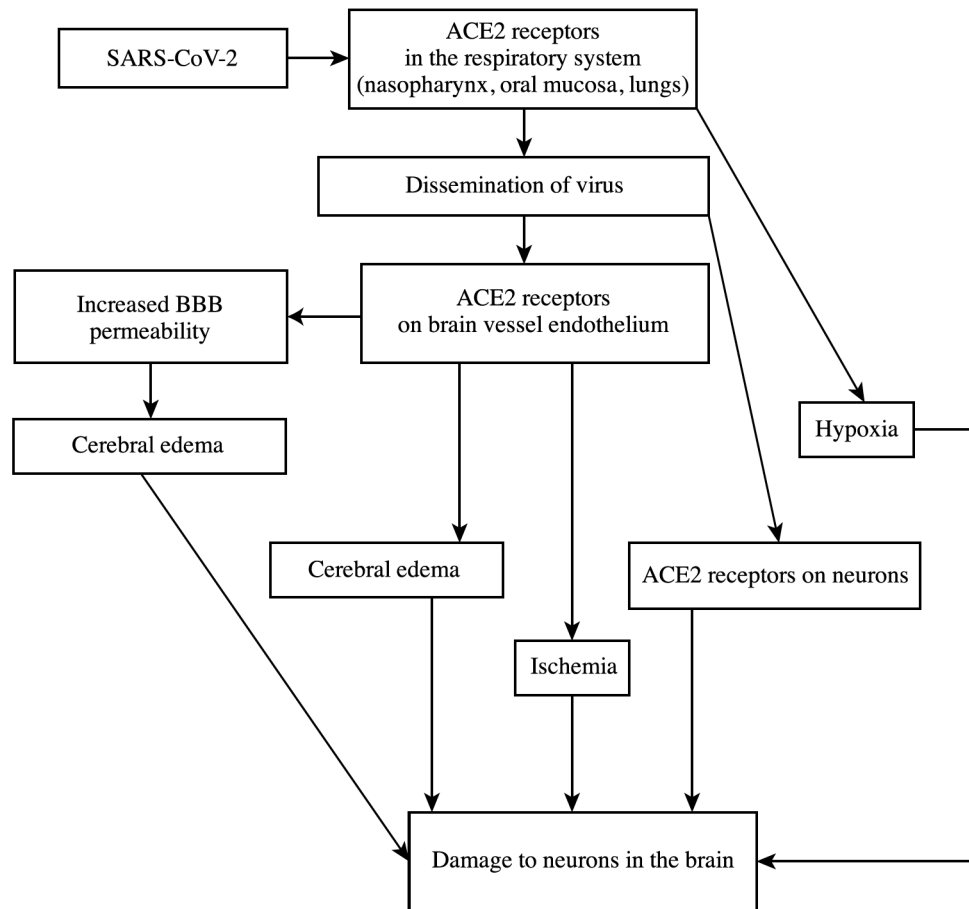 SARS-CoV-2
ACE2 receptors
in the respiratory system
(nasopharynx, oral mucosa, lungs)
Dissemination of virus
Increased BBB
permeability
ACE2 receptors
on brain vessel endothelium
Cerebral edema
Hypoxia
Cerebral edema
ACE2 receptors on neurons
Ischemia
Damage to neurons in the brain